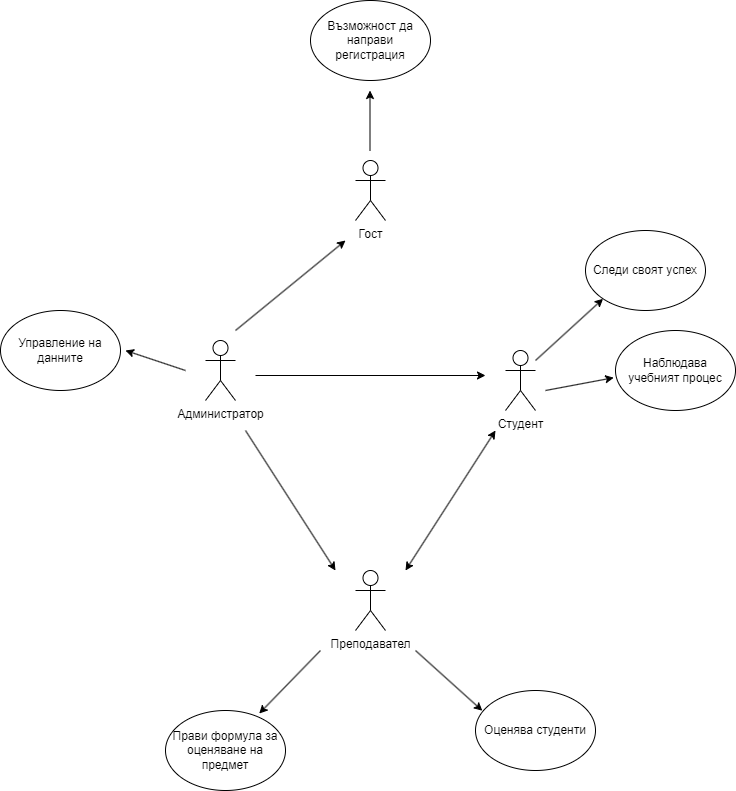 Възможност да
направи
регистрация
Гост
Следи своят успех
Управление на
данните
Наблюдава
учебният процес
Администратор
Студент
Преподавател
Прави формула за
оценяване на
предмет
Оценява студенти